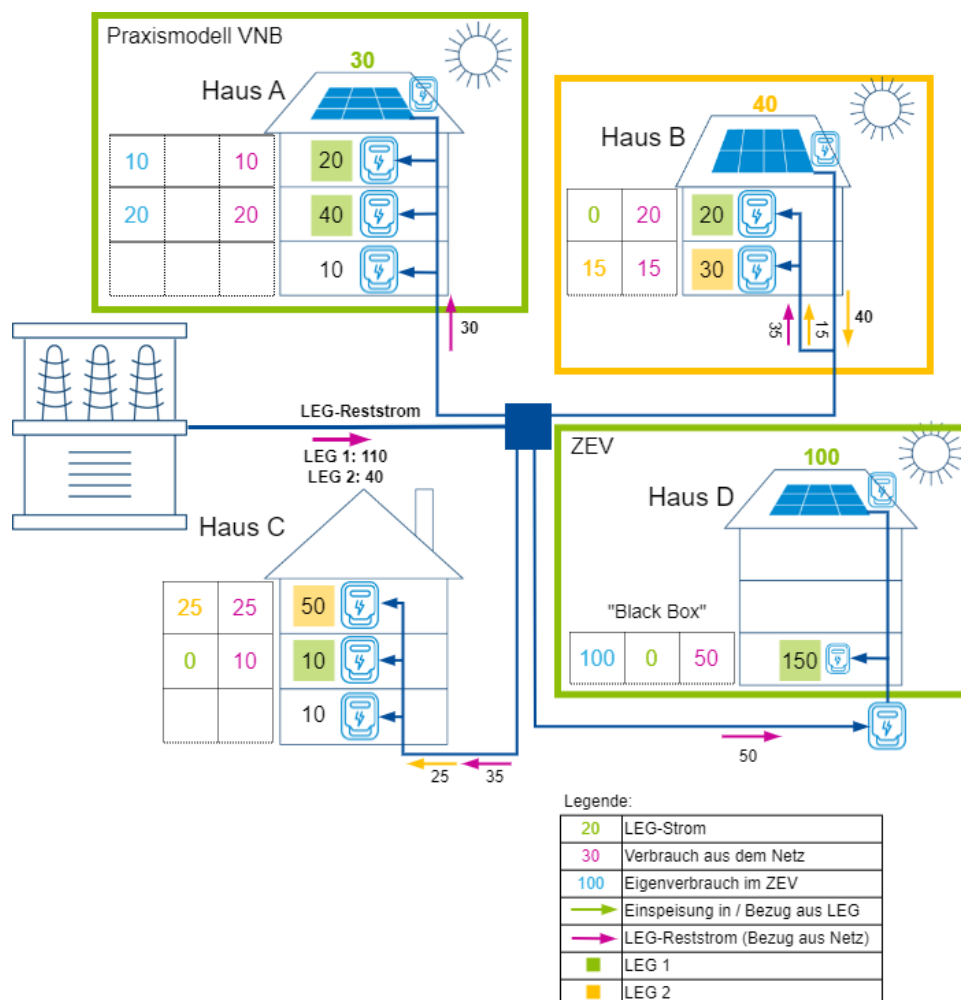 Praxismodell VNB
30
Haus A
10 10 20
20 20 40
10
30
40
Haus B
0 20 20
15 15 30
35 15 40
LEG-Reststrom
LEG 1: 110
LEG 2: 40
ZEV
100
Haus D
"Black Box"
100 0 50 150
50
Haus C
25 25 50
0 10 10
10
25 35
Legende:
20 LEG-Strom
30 Verbrauch aus dem Netz
100 Eigenverbrauch im ZEV
Einspeisung in / Bezug aus LEG
LEG-Reststrom (Bezug aus Netz)
LEG 1
LEG 2